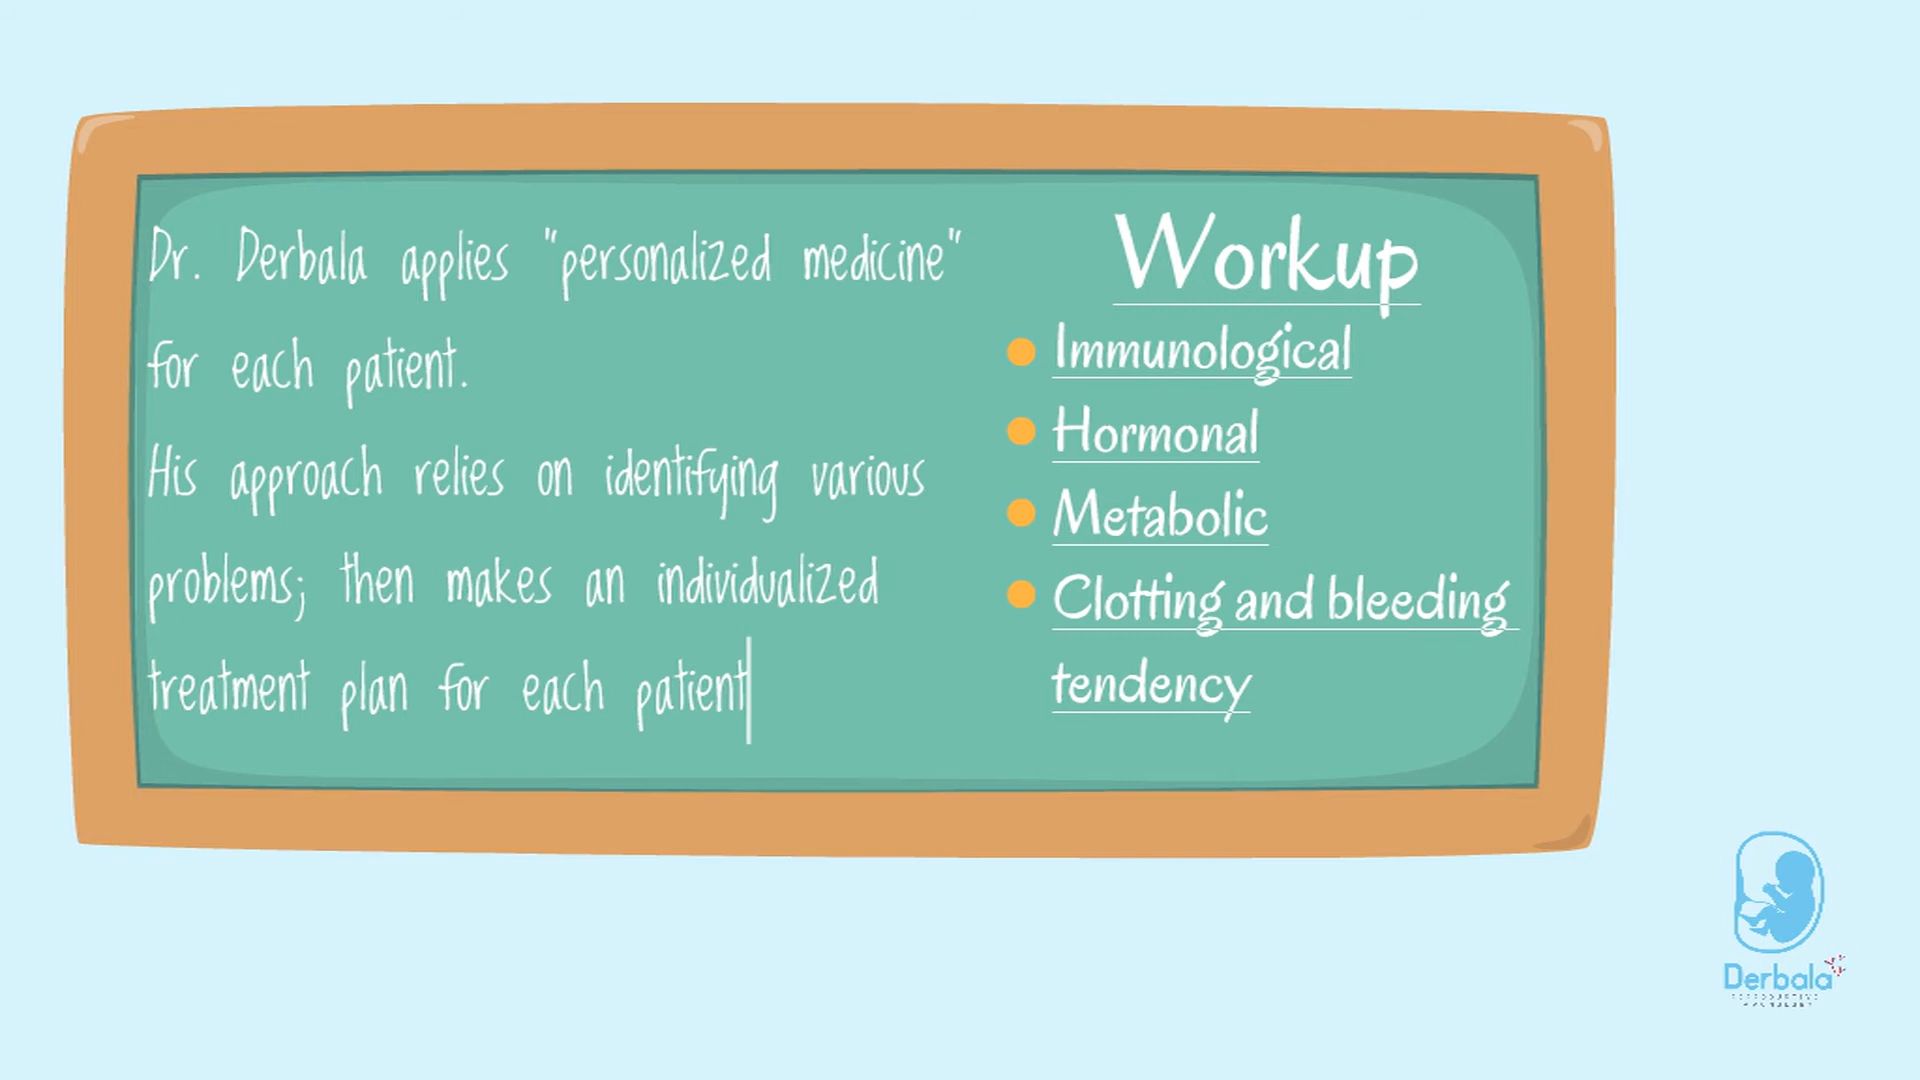 Dr. Derbala applies "personalized medicine"
for each patient.
His approach relies on identifying various
problems; then makes an individualized
treatment plan for each patient
Workup
Immunological
Hormonal
Metabolic
Clotting and bleeding
tendency
Derbala